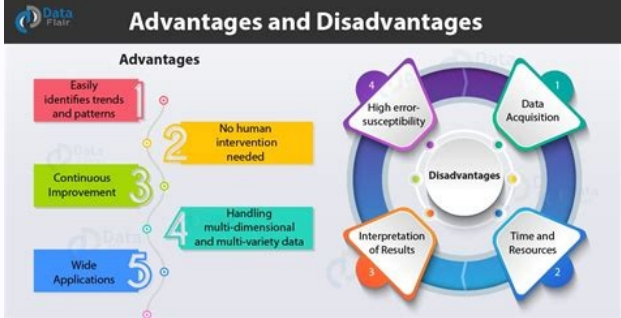 Data
Flair
Advantages and Disadvantages
Advantages
Easily
identifies trends
and patterns
1
2
No human
intervention
needed
Continuous
Improvement
3
4
Handling
multi-dimensional
and multi-variety data
Wide
Applications
5
Disadvantages
1
Data
Acquisition
Time and
Resources
2
Interpretation
of Results
3
4
High error-
susceptibility